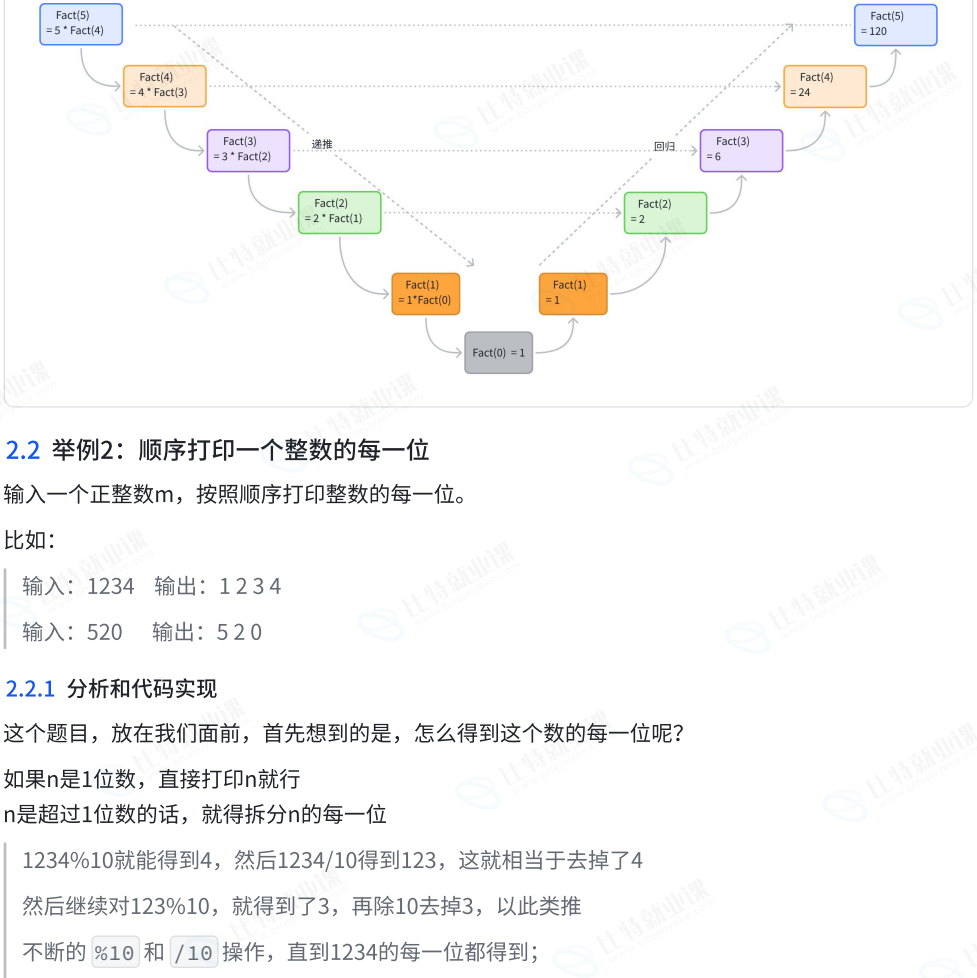 Fact(5)
= 5 * Fact(4)
Fact(5)
= 120
Fact(4)
= 4 * Fact(3)
Fact(4)
= 24
Fact(3)
= 3 * Fact(2)
递推
回归
Fact(3)
= 6
Fact(2)
= 2 * Fact(1)
Fact(2)
= 2
Fact(1)
= 1*Fact(0)
Fact(1)
= 1
Fact(0) = 1
2.2 举例2：顺序打印一个整数的每一位
输入一个正整数m，按照顺序打印整数的每一位。
比如：
输入：1234 输出：1 2 3 4
输入：520 输出：5 2 0
2.2.1 分析和代码实现
这个题目，放在我们面前，首先想到的是，怎么得到这个数的每一位呢？
如果n是1位数，直接打印n就行
n是超过1位数的话，就得拆分n的每一位
1234%10就能得到4，然后1234/10得到123，这就相当于去掉了4
然后继续对123%10，就得到了3，再除10去掉3，以此类推
不断的 %10 和 /10 操作，直到1234的每一位都得到；
比特就业课